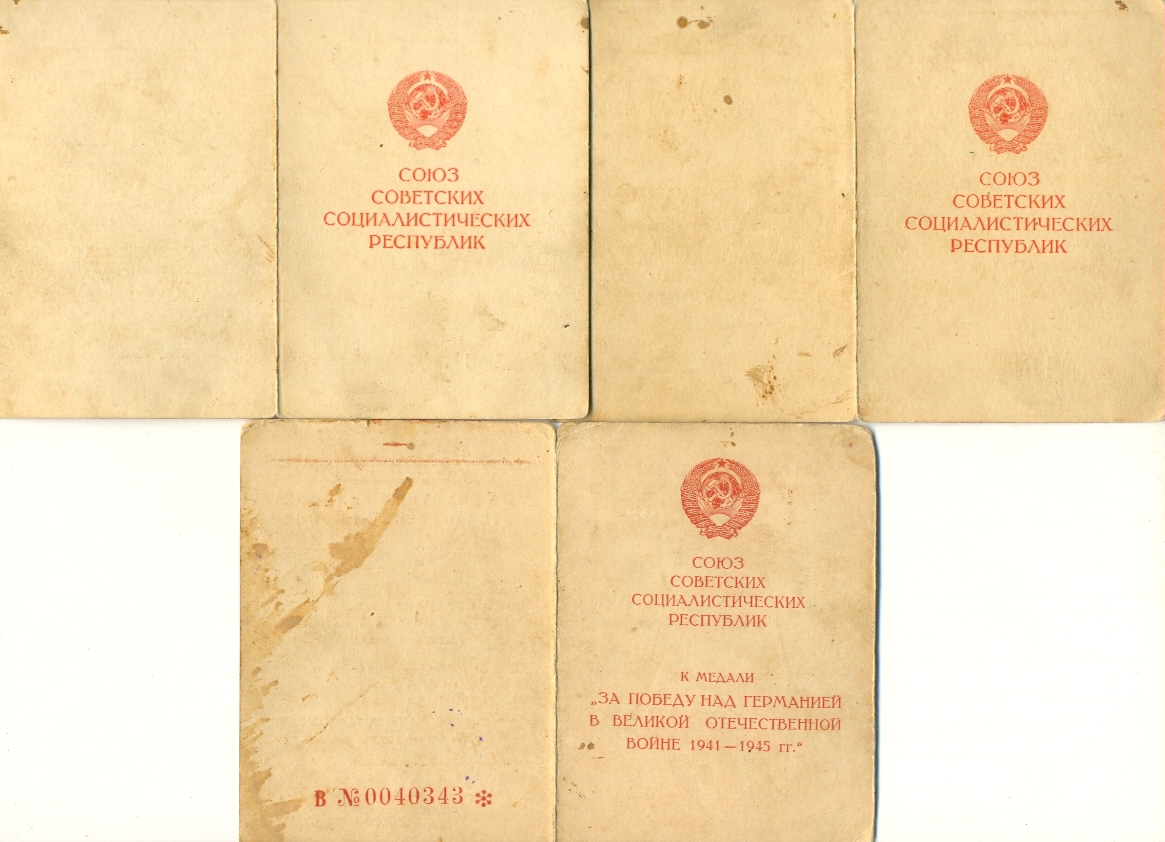 СОЮЗ
СОВЕТСКИХ
СОЦИАЛИСТИЧЕСКИХ
РЕСПУБЛИК
СОЮЗ
СОВЕТСКИХ
СОЦИАЛИСТИЧЕСКИХ
РЕСПУБЛИК
В №0040343 *
СОЮЗ
СОВЕТСКИХ
СОЦИАЛИСТИЧЕСКИХ
РЕСПУБЛИК
К МЕДАЛИ
„ЗА ПОБЕДУ НАД ГЕРМАНИЕЙ
В ВЕЛИКОЙ ОТЕЧЕСТВЕННОЙ
ВОЙНЕ 1941—1945 гг.“